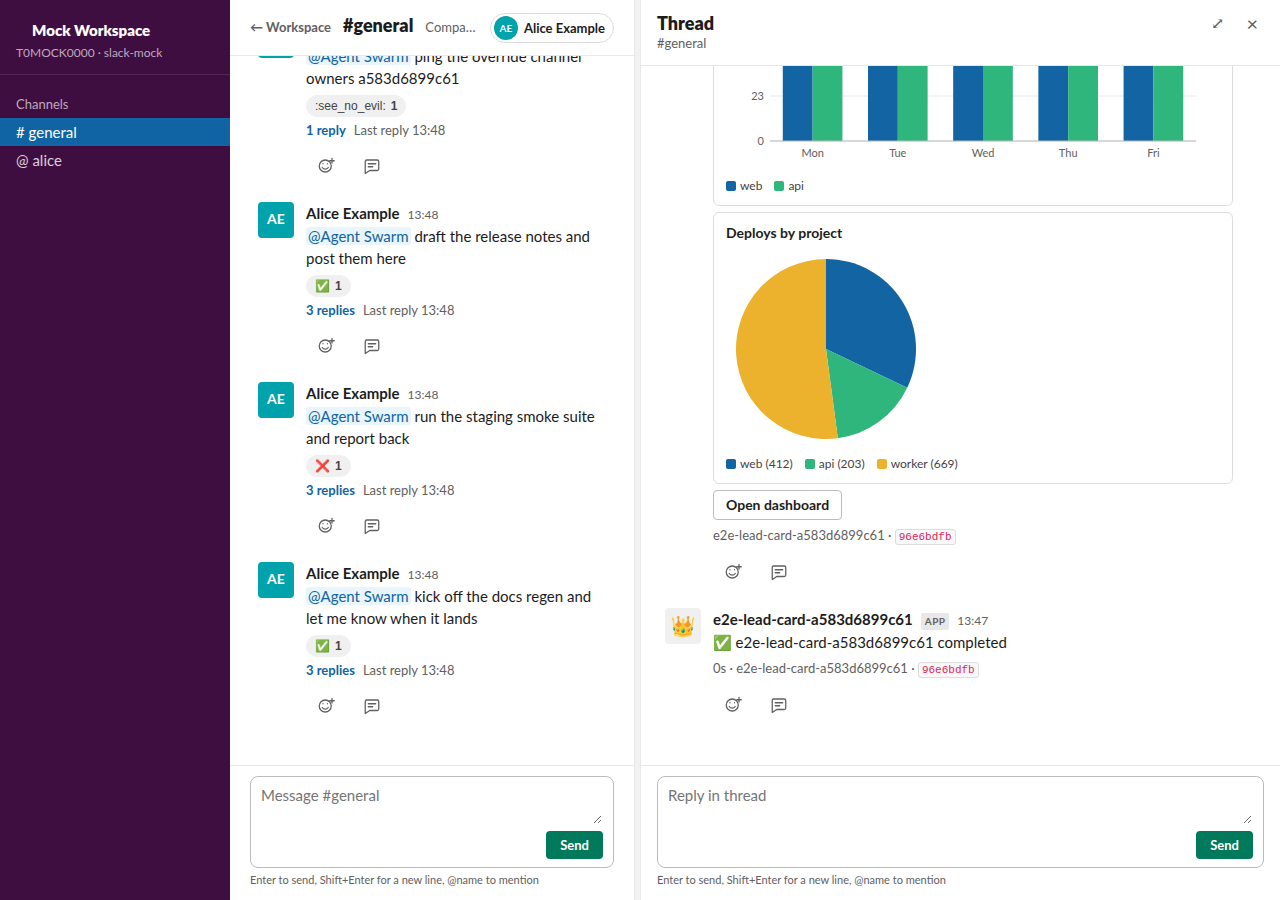 Mock Workspace
T0MOCK0000 · slack-mock
Channels
# general
@ alice
← Workspace #general Compa... AE Alice Example
@Agent Swarm ping the override channel
owners a583d6899c61
:see_no_evil: 1
1 reply Last reply 13:48
AE Alice Example 13:48
@Agent Swarm draft the release notes and
post them here
✅ 1
3 replies Last reply 13:48
AE Alice Example 13:48
@Agent Swarm run the staging smoke suite
and report back
❌ 1
3 replies Last reply 13:48
AE Alice Example 13:48
@Agent Swarm kick off the docs regen and
let me know when it lands
✅ 1
3 replies Last reply 13:48
Message #general
Send
Enter to send, Shift+Enter for a new line, @name to mention
Thread
#general
23
0
Mon Tue Wed Thu Fri
web api
Deploys by project
web (412) api (203) worker (669)
Open dashboard
e2e-lead-card-a583d6899c61 · 96e6bdfb
e2e-lead-card-a583d6899c61 APP 13:47
✅ e2e-lead-card-a583d6899c61 completed
0s · e2e-lead-card-a583d6899c61 · 96e6bdfb
Reply in thread
Send
Enter to send, Shift+Enter for a new line, @name to mention